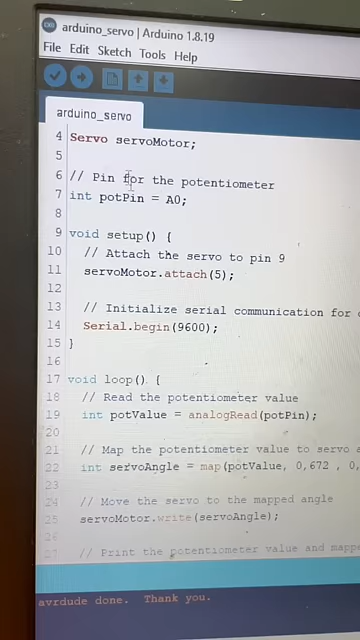 arduino_servo | Arduino 1.8.19
File Edit Sketch Tools Help
arduino_servo
4 Servo servoMotor;
5
6 // Pin for the potentiometer
7 int potPin = A0;
8
9 void setup() {
10 // Attach the servo to pin 9
11 servoMotor.attach(5);
12
13 // Initialize serial communication for
14 Serial.begin(9600);
15 }
16
17 void loop() {
18 // Read the potentiometer value
19 int potValue = analogRead(potPin);
20
21 // Map the potentiometer value to servo
22 int servoAngle = map(potValue, 0,672 , 0,
23
24 // Move the servo to the mapped angle
25 servoMotor.write(servoAngle);
26
27 // Print the potentiometer value and mappe
avrdude done. Thank you.